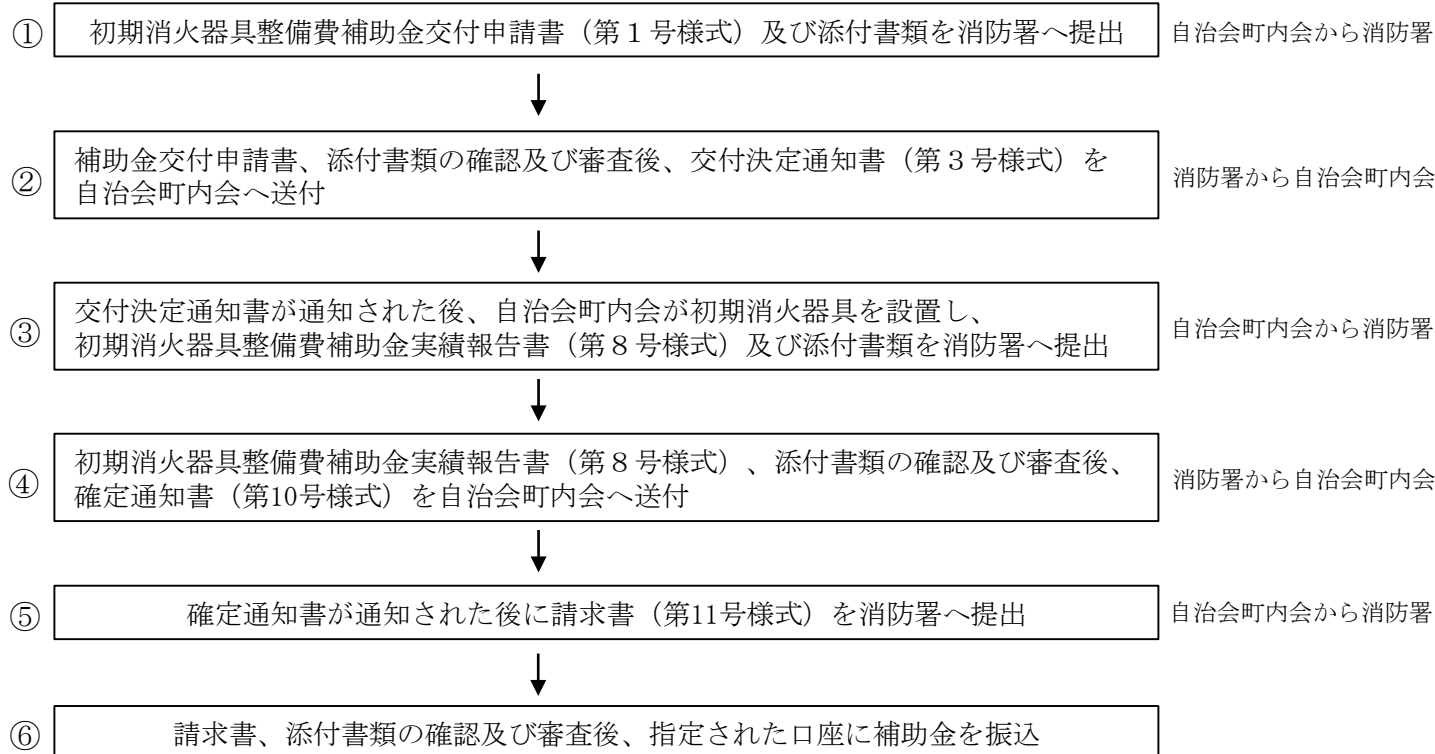 ① 初期消火器具整備費補助金交付申請書（第１号様式）及び添付書類を消防署へ提出 自治会町内会から消防署
② 補助金交付申請書、添付書類の確認及び審査後、交付決定通知書（第３号様式）を
自治会町内会へ送付 消防署から自治会町内会
③ 交付決定通知書が通知された後、自治会町内会が初期消火器具を設置し、
初期消火器具整備費補助金実績報告書（第８号様式）及び添付書類を消防署へ提出 自治会町内会から消防署
④ 初期消火器具整備費補助金実績報告書（第８号様式）、添付書類の確認及び審査後、
確定通知書（第10号様式）を自治会町内会へ送付 消防署から自治会町内会
⑤ 確定通知書が通知された後に請求書（第11号様式）を消防署へ提出 自治会町内会から消防署
⑥ 請求書、添付書類の確認及び審査後、指定された口座に補助金を振込